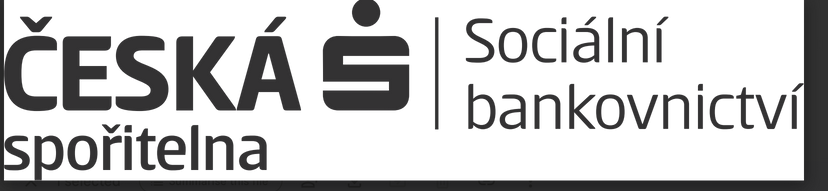 ČESKÁ
spořitelna
Sociální
bankovnictví